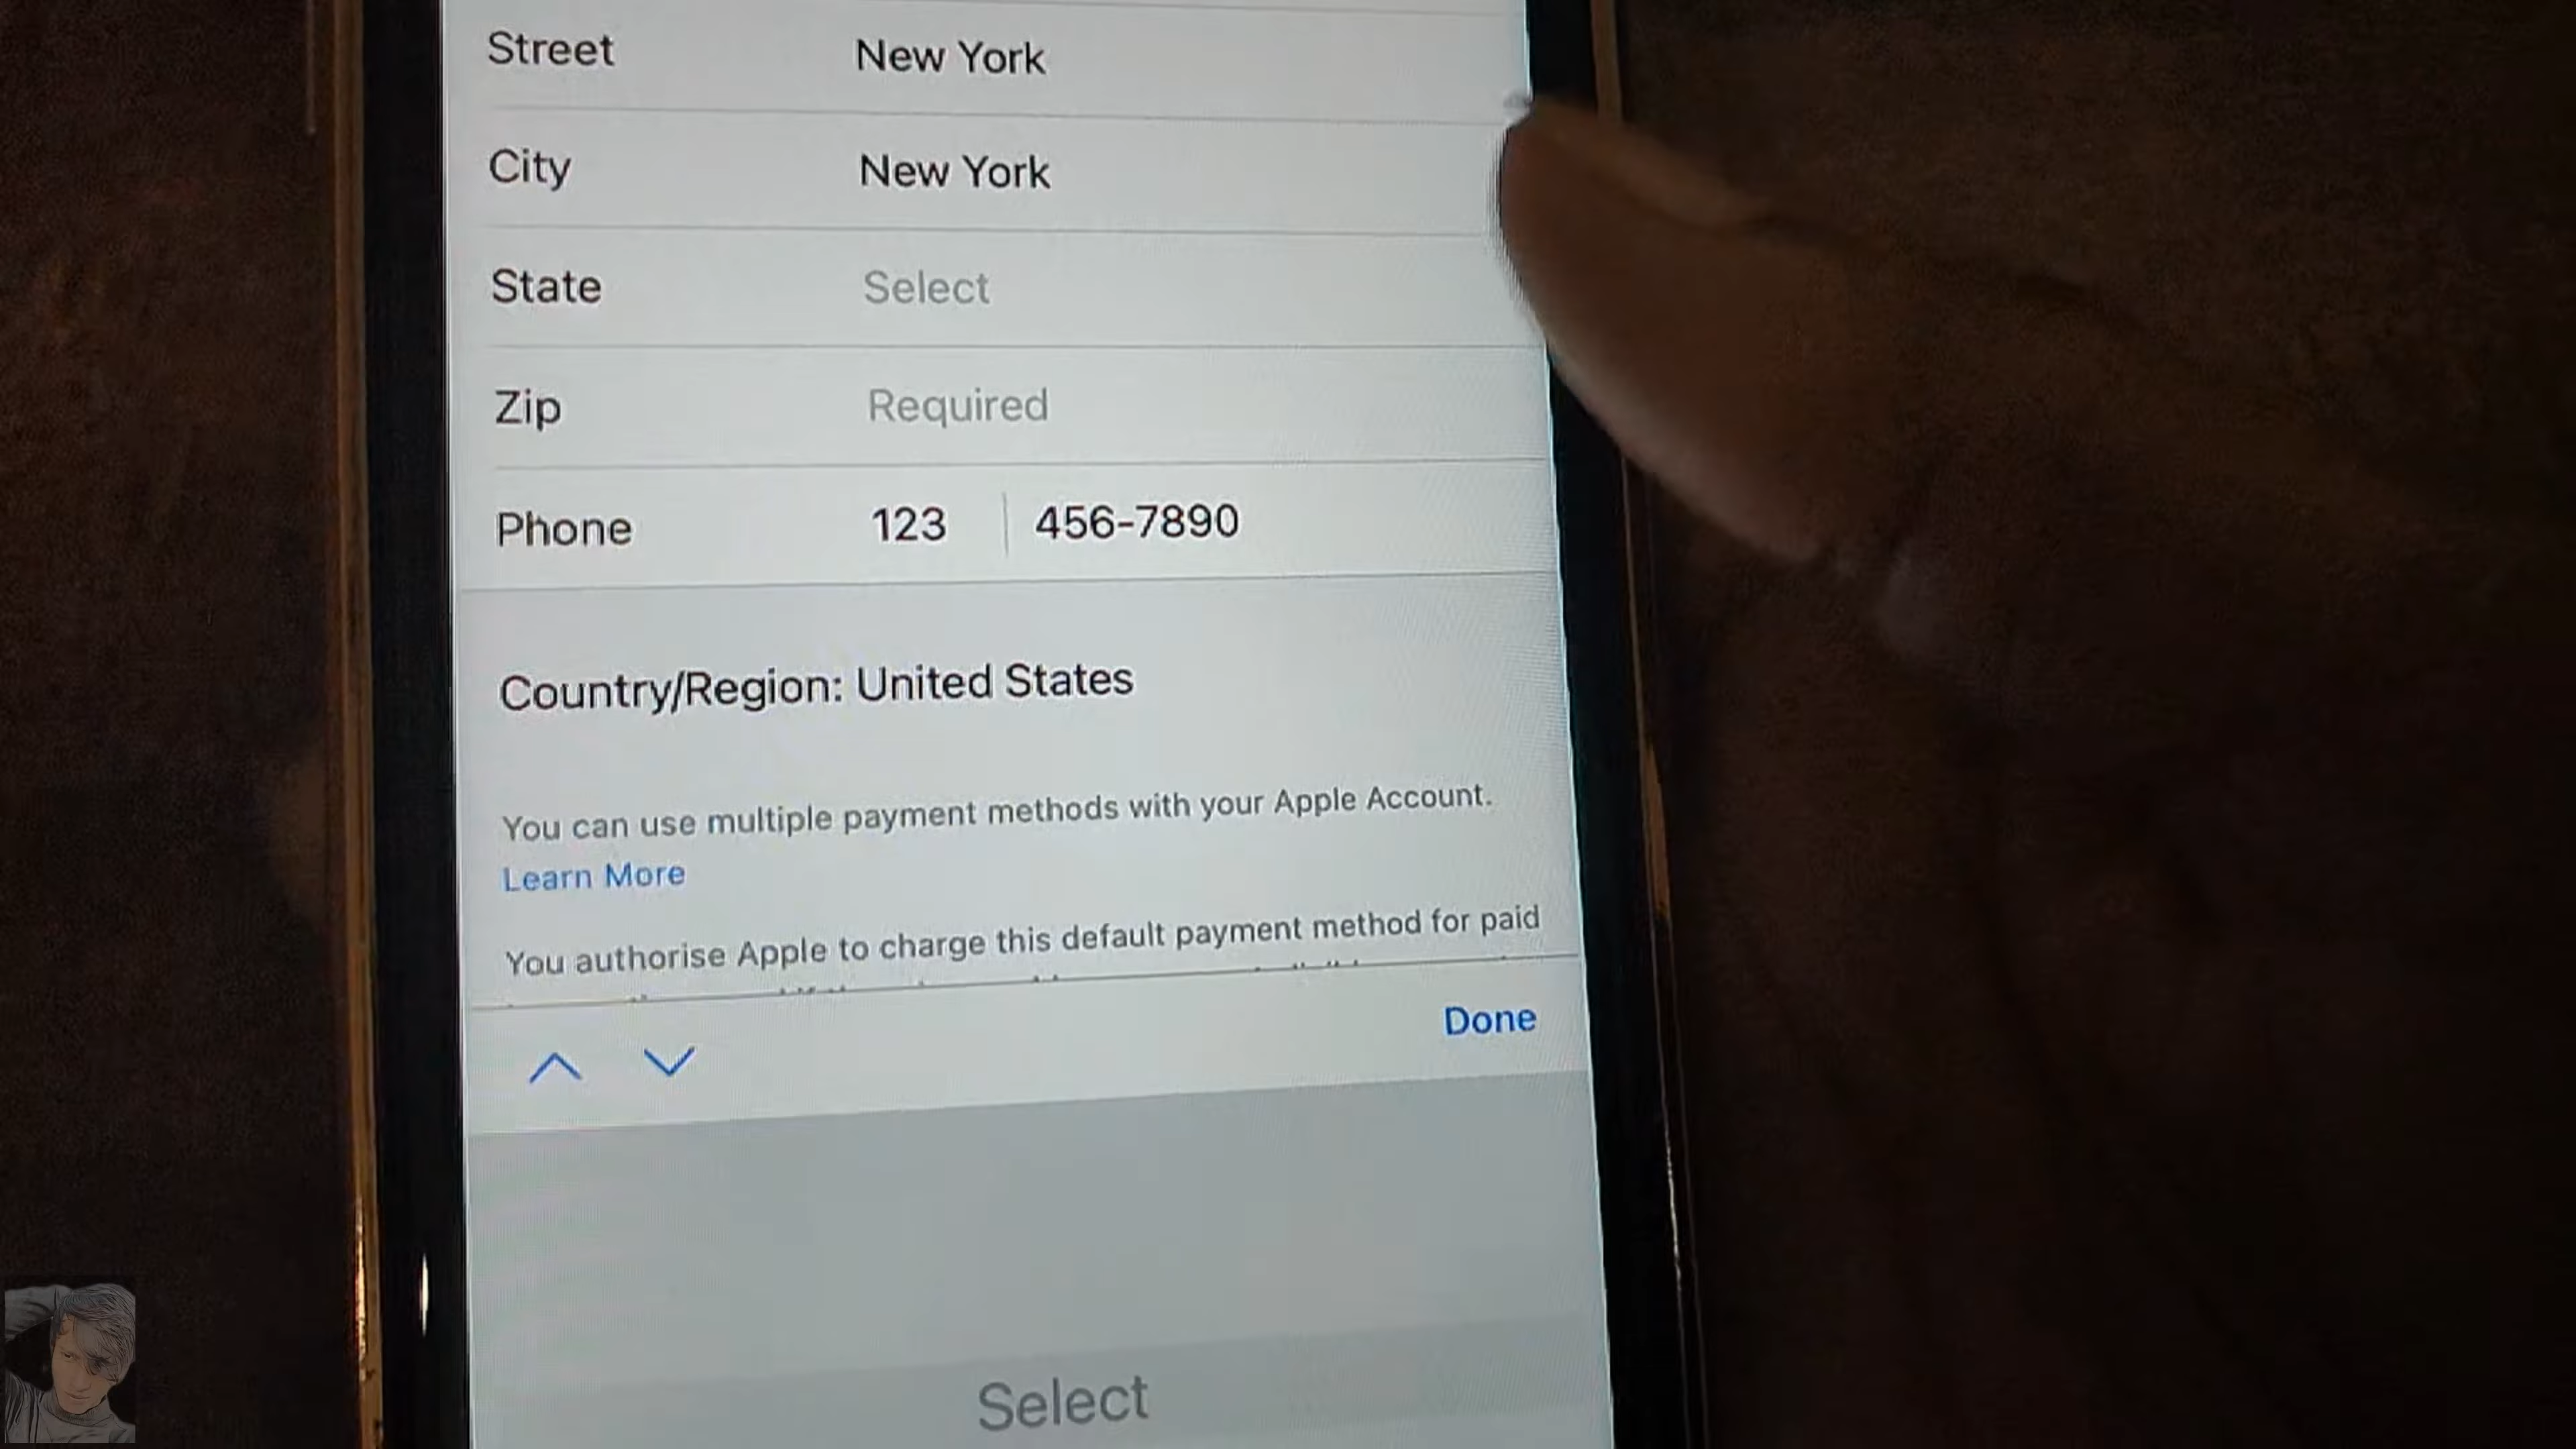 Street New York
City New York
State Select
Zip Required
Phone 123 456-7890
Country/Region: United States
You can use multiple payment methods with your Apple Account.
Learn More
You authorise Apple to charge this default payment method for paid
Done
Select